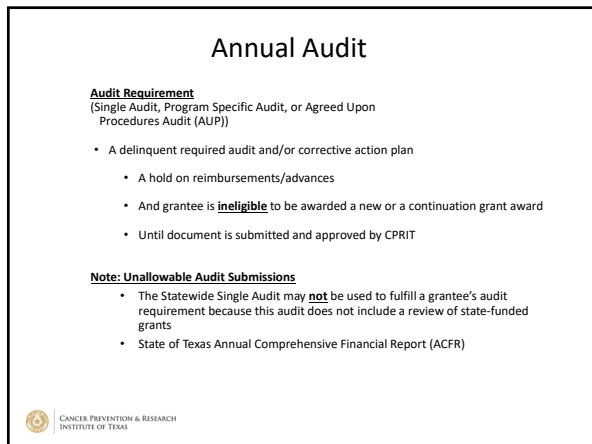 Annual Audit
Audit Requirement
(Single Audit, Program Specific Audit, or Agreed Upon
Procedures Audit (AUP))
• A delinquent required audit and/or corrective action plan
• A hold on reimbursements/advances
• And grantee is ineligible to be awarded a new or a continuation grant award
• Until document is submitted and approved by CPRIT
Note: Unallowable Audit Submissions
• The Statewide Single Audit may not be used to fulfill a grantee's audit
requirement because this audit does not include a review of state-funded
grants
• State of Texas Annual Comprehensive Financial Report (ACFR)
CANCER PREVENTION & RESEARCH
INSTITUTE OF TEXAS